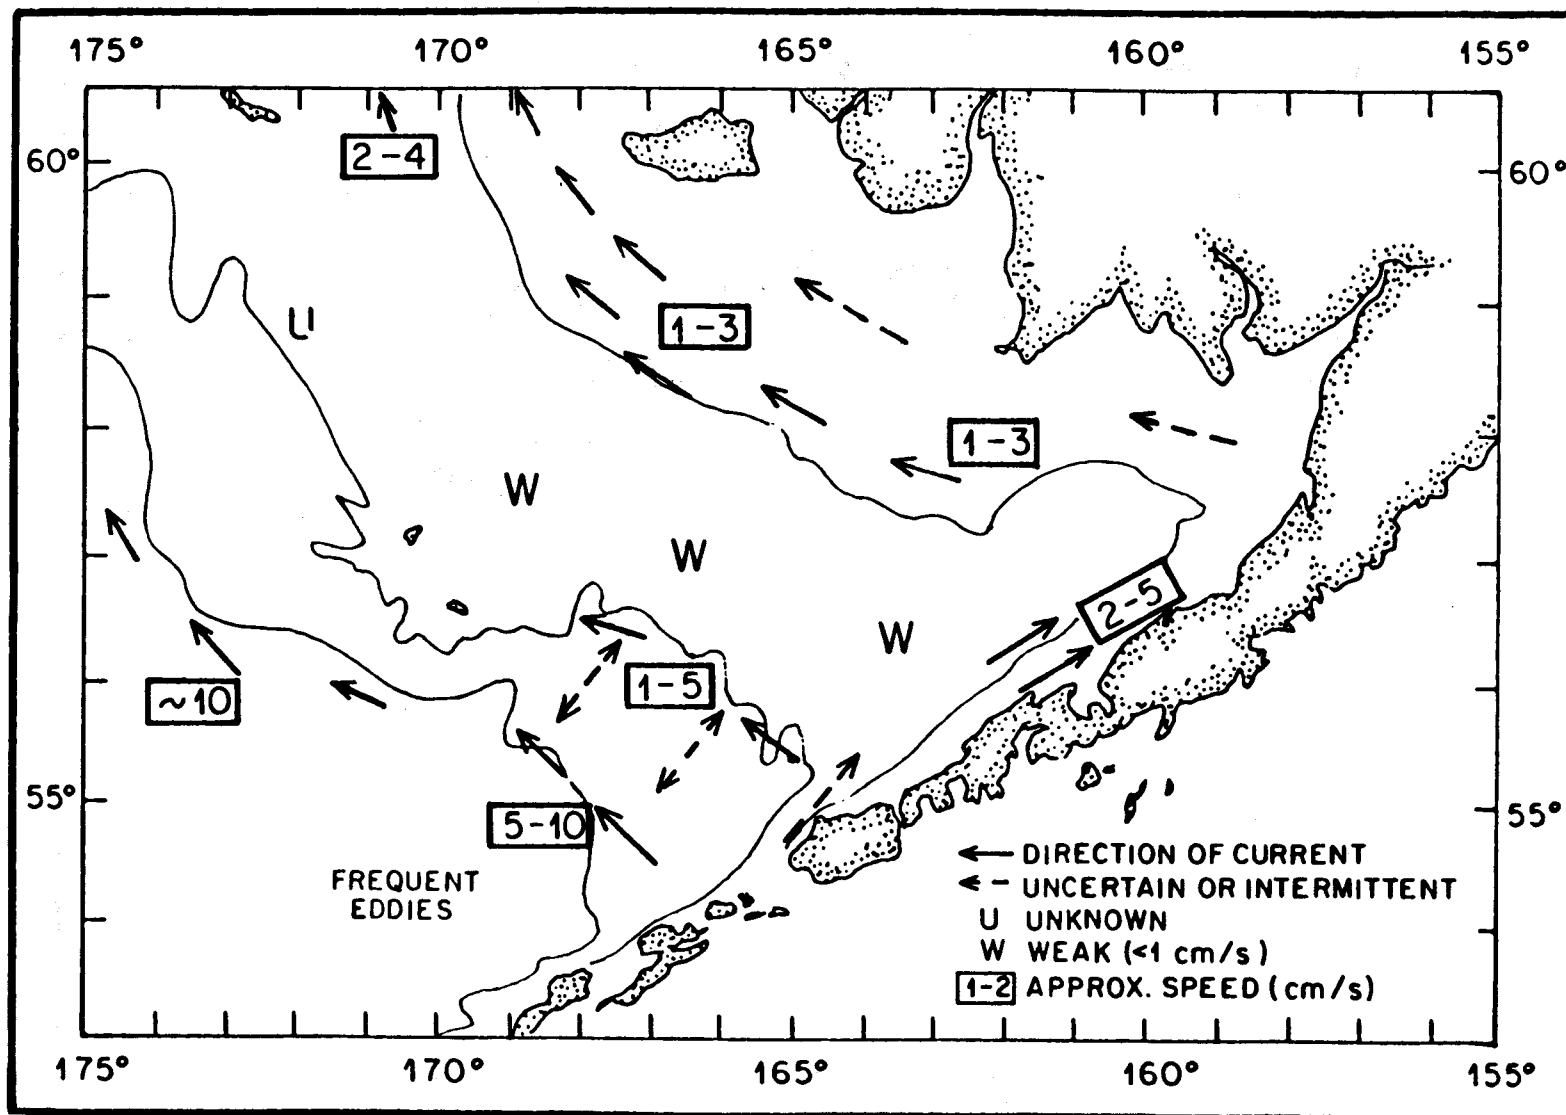 175° 170° 165° 160° 155°
60° 2-4 60°
U
1-3
1-3
W
W
2-5
W
1-5
~10
55° 5-10 55°
FREQUENT
EDDIES
DIRECTION OF CURRENT
UNCERTAIN OR INTERMITTENT
U UNKNOWN
W WEAK (<1 cm/s)
1-2 APPROX. SPEED (cm/s)
175° 170° 165° 160° 155°